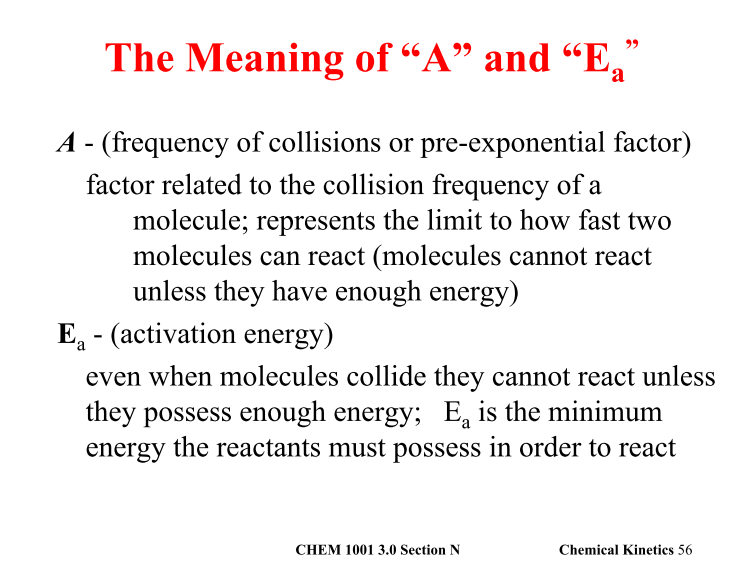 The Meaning of “A” and “Ea”
A - (frequency of collisions or pre-exponential factor)
factor related to the collision frequency of a
molecule; represents the limit to how fast two
molecules can react (molecules cannot react
unless they have enough energy)
Ea - (activation energy)
even when molecules collide they cannot react unless
they possess enough energy; Ea is the minimum
energy the reactants must possess in order to react
CHEM 1001 3.0 Section N Chemical Kinetics 56